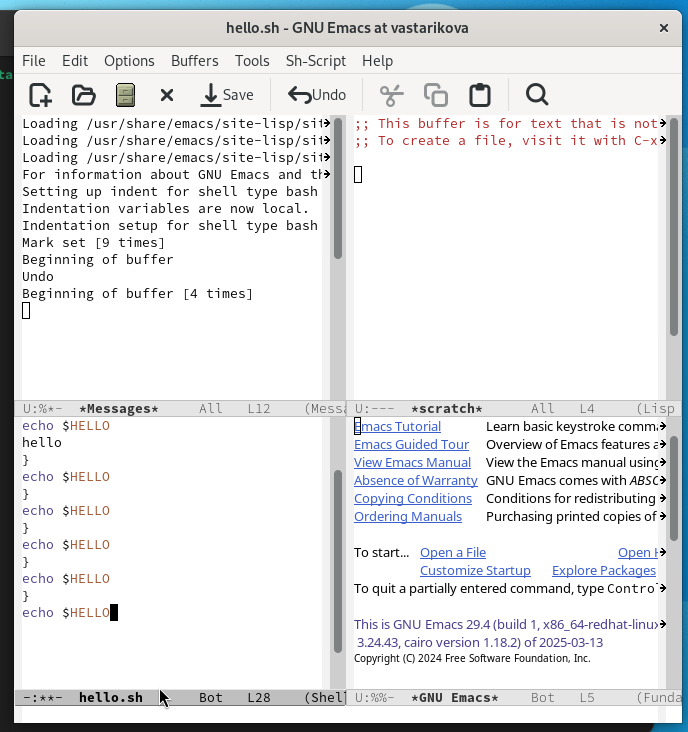 ta
hello.sh - GNU Emacs at vastarikova
File Edit Options Buffers Tools Sh-Script Help
Save Undo
Loading /usr/share/emacs/site-lisp/sit
Loading /usr/share/emacs/site-lisp/sit
Loading /usr/share/emacs/site-lisp/sit
For information about GNU Emacs and th
Setting up indent for shell type bash
Indentation variables are now local.
Indentation setup for shell type bash
Mark set [9 times]
Beginning of buffer
Undo
Beginning of buffer [4 times]
U:%*- *Messages* All L12 (Messa
;; This buffer is for text that is not
;; To create a file, visit it with C-x
U:--- *scratch* All L4 (Lisp
echo $HELLO
hello
}
echo $HELLO
}
echo $HELLO
}
echo $HELLO
}
echo $HELLO
}
echo $HELLO
-:**- hello.sh Bot L28 (Shell
Emacs Tutorial Learn basic keystroke comma
Emacs Guided Tour Overview of Emacs features a
View Emacs Manual View the Emacs manual using
Absence of Warranty GNU Emacs comes with ABSO
Copying Conditions Conditions for redistributing
Ordering Manuals Purchasing printed copies of
To start... Open a File Open H
Customize Startup Explore Packages
To quit a partially entered command, type Contro
This is GNU Emacs 29.4 (build 1, x86_64-redhat-linux
3.24.43, cairo version 1.18.2) of 2025-03-13
Copyright (C) 2024 Free Software Foundation, Inc.
U:%%- *GNU Emacs* Bot L5 (Funda